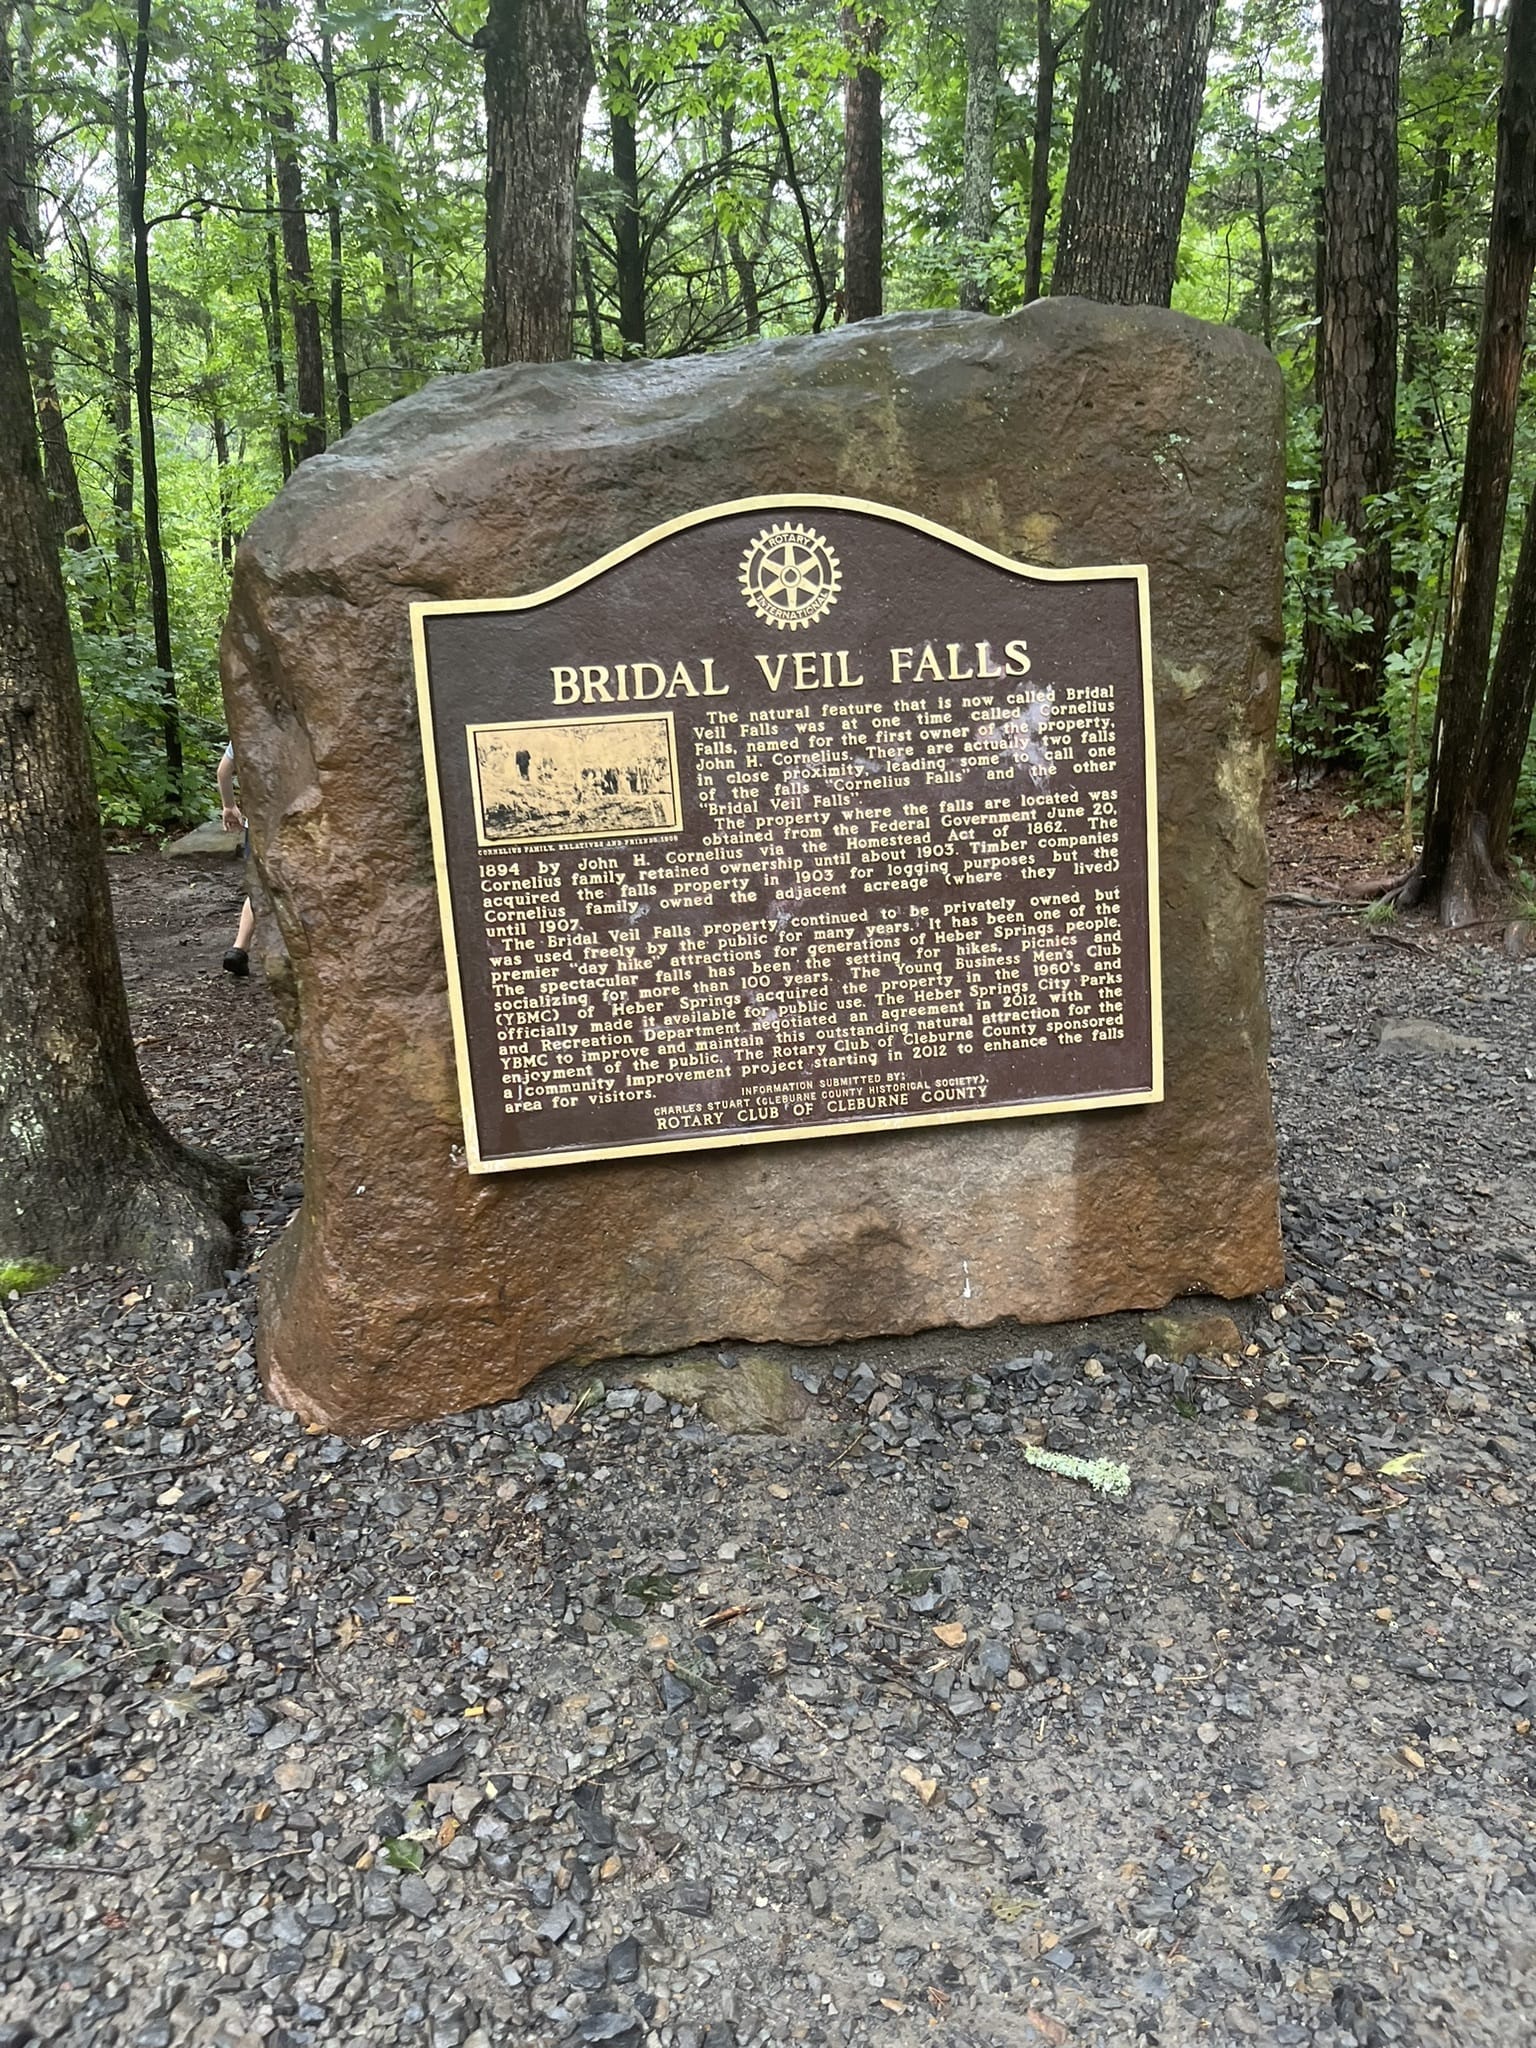 ROTARY
INTERNATIONAL
BRIDAL VEIL FALLS
The natural feature that is now called Bridal
Veil Falls was at one time called Cornelius
Falls, named for the first owner of the property,
John H. Cornelius. There are actually two falls
in close proximity, leading some to call one
of the falls "Cornelius Falls" and the other
"Bridal Veil Falls".
The property where the falls are located was
obtained from the Federal Government June 20,
CORNELIUS FAMILY, RELATIVES AND FRIENDS, 1908
1894 by John H. Cornelius via the Homestead Act of 1862. The
Cornelius family retained ownership until about 1903. Timber companies
acquired the falls property in 1903 for logging purposes but the
Cornelius family owned the adjacent acreage (where they lived)
until 1907.
The Bridal Veil Falls property continued to be privately owned but
was used freely by the public for many years. It has been one of the
premier "day hike" attractions for generations of Heber Springs people.
The spectacular falls has been the setting for hikes, picnics and
socializing for more than 100 years. The Young Business Men's Club
(YBMC) of Heber Springs acquired the property in the 1960's and
officially made it available for public use. The Heber Springs City Parks
and Recreation Department negotiated an agreement in 2012 with the
YBMC to improve and maintain this outstanding natural attraction for the
enjoyment of the public. The Rotary Club of Cleburne County sponsored
a community improvement project starting in 2012 to enhance the falls
area for visitors.
INFORMATION SUBMITTED BY:
CHARLES STUART (CLEBURNE COUNTY HISTORICAL SOCIETY).
ROTARY CLUB OF CLEBURNE COUNTY